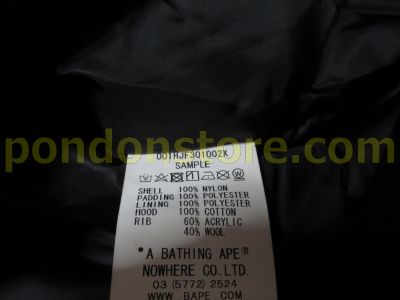 001HJF301002X
SAMPLE
pondonstore.com
SHELL 100% NYLON
PADDING 100% POLYESTER
LINING 100% POLYESTER
HOOD 100% COTTON
RIB 60% ACRYLIC
40% WOOL
"A BATHING APE®
NOWHERE CO., LTD.
03 (5772) 2524
WWW.BAPE.COM